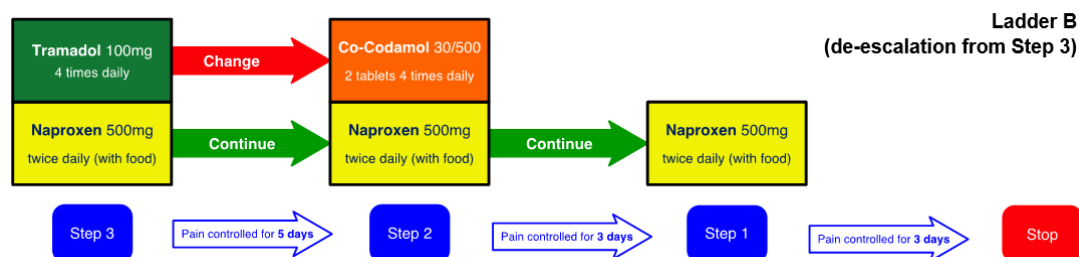 Ladder B
(de-escalation from Step 3)
Tramadol 100mg
4 times daily
Change
Co-Codamol 30/500
2 tablets 4 times daily
Naproxen 500mg
twice daily (with food)
Continue
Naproxen 500mg
twice daily (with food)
Continue
Naproxen 500mg
twice daily (with food)
Step 3
Pain controlled for 5 days
Step 2
Pain controlled for 3 days
Step 1
Pain controlled for 3 days
Stop